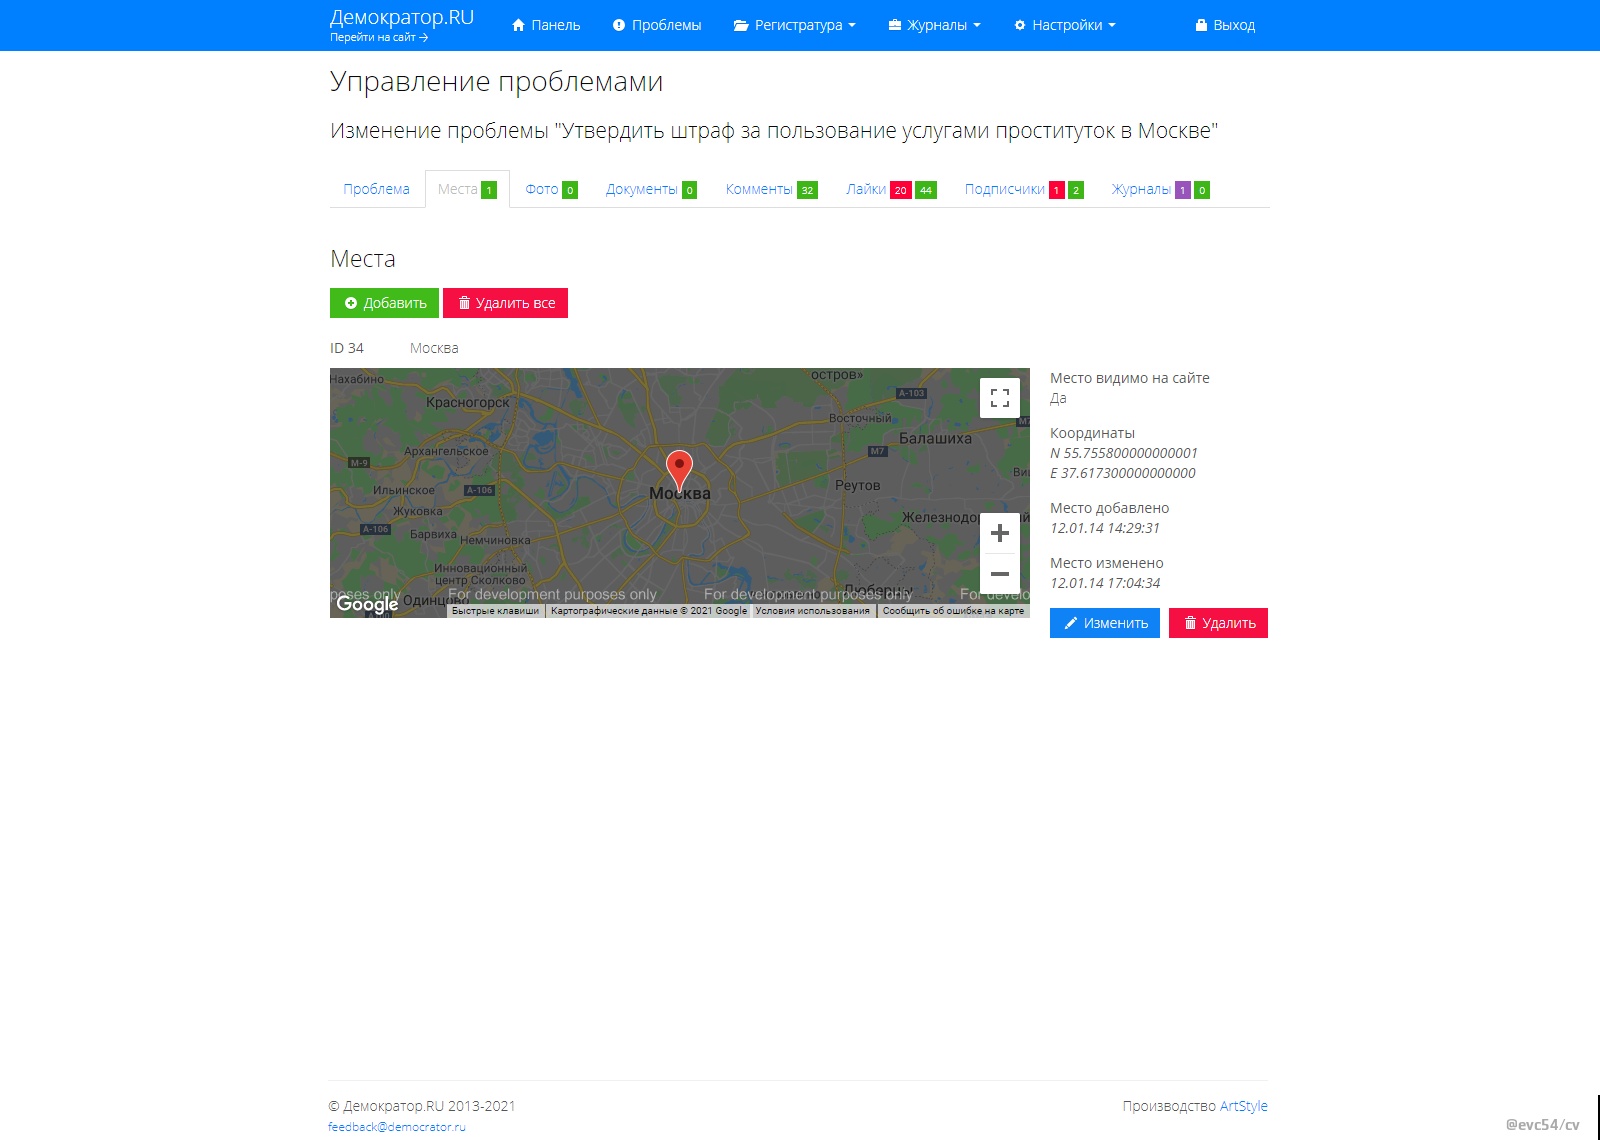 Демократор.RU
Перейти на сайт →
Панель
Проблемы
Регистратура
Журналы
Настройки
Выход
Управление проблемами
Изменение проблемы "Утвердить штраф за пользование услугами проституток в Москве"
Проблема
Места 1
Фото 0
Документы 0
Комменты 32
Лайки 20 44
Подписчики 1 2
Журналы 1 0
Места
Добавить
Удалить все
ID 34 Москва
Нахабино
остров»
Красногорск
А-103
Восточный
М7
Балашиха
Архангельское
М7
М-9
Ильинское
А-106
Москва
Реутов
Жуковка
Железнодор
ий
А-106
Барвиха
Немчиновка
Инновационный
центр Сколково
Люберцы
Одинцово
poses only
For development purposes only
For development purposes only
For develo
Google
Быстрые клавиши
Картографические данные © 2021 Google
Условия использования
Сообщить об ошибке на карте
Место видимо на сайте
Да
Координаты
N 55.755800000000001
E 37.617300000000000
Место добавлено
12.01.14 14:29:31
Место изменено
12.01.14 17:04:34
Изменить
Удалить
© Демократор.RU 2013-2021
feedback@democrator.ru
Производство ArtStyle
@evc54/cv